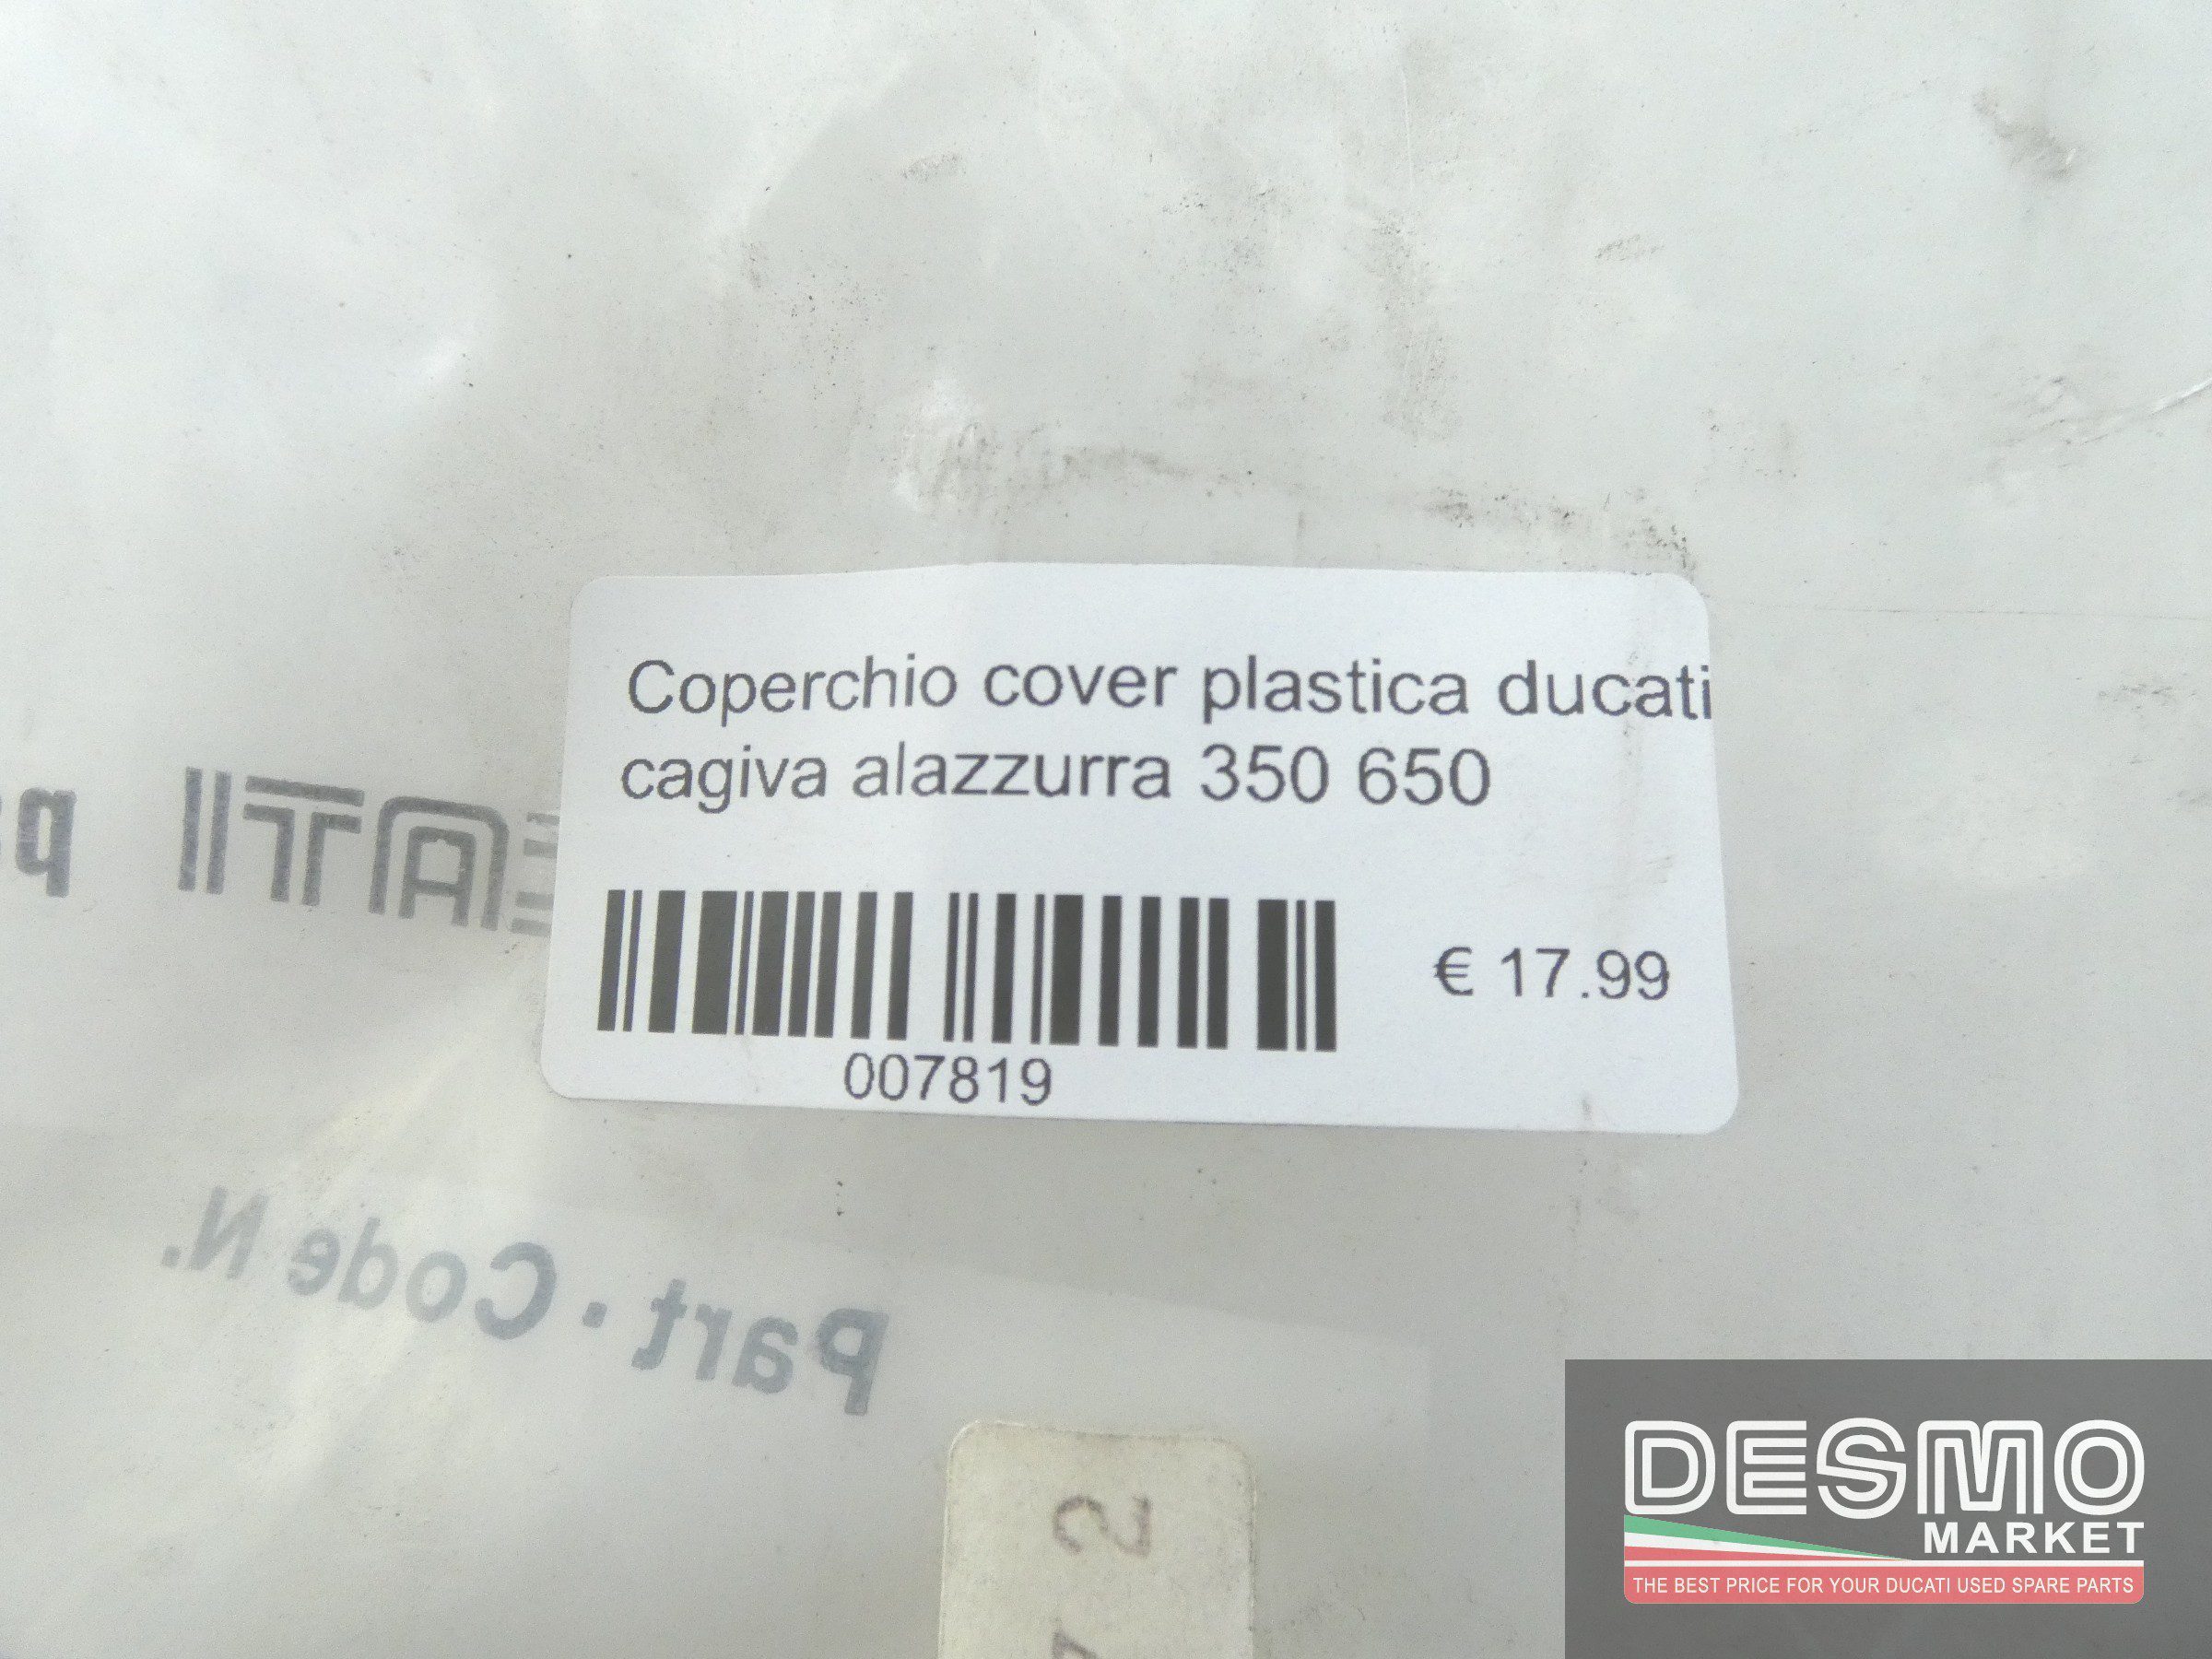 Coperchio cover plastica ducati
cagiva alazzurra 350 650
€ 17.99
007819
Part · Code N.
DESMO
MARKET
THE BEST PRICE FOR YOUR DUCATI USED SPARE PARTS